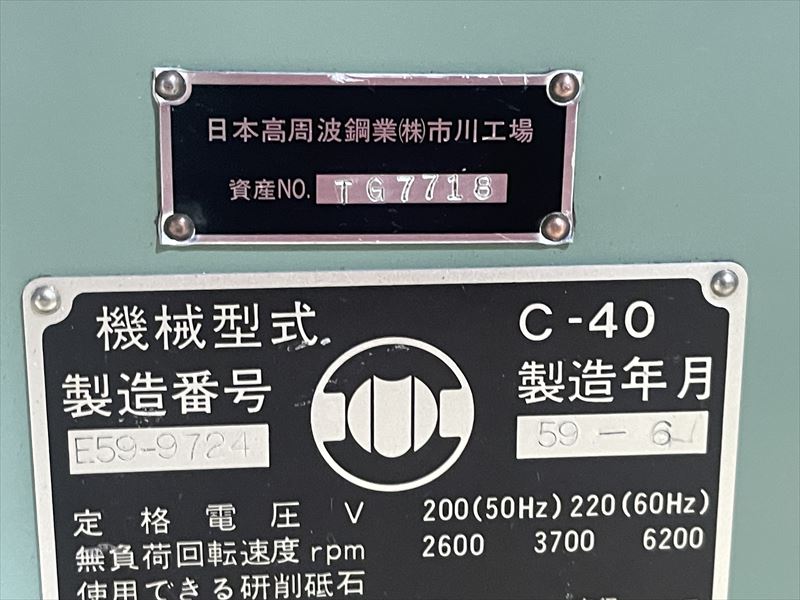 日本高周波鋼業㈱市川工場
資産NO. TG7718
機械型式 C-40
製造番号 製造年月
E59-9724 59-6
定格電圧 V 200(50Hz) 220(60Hz)
無負荷回転速度rpm 2600 3700 6200
使用できる研削砥石